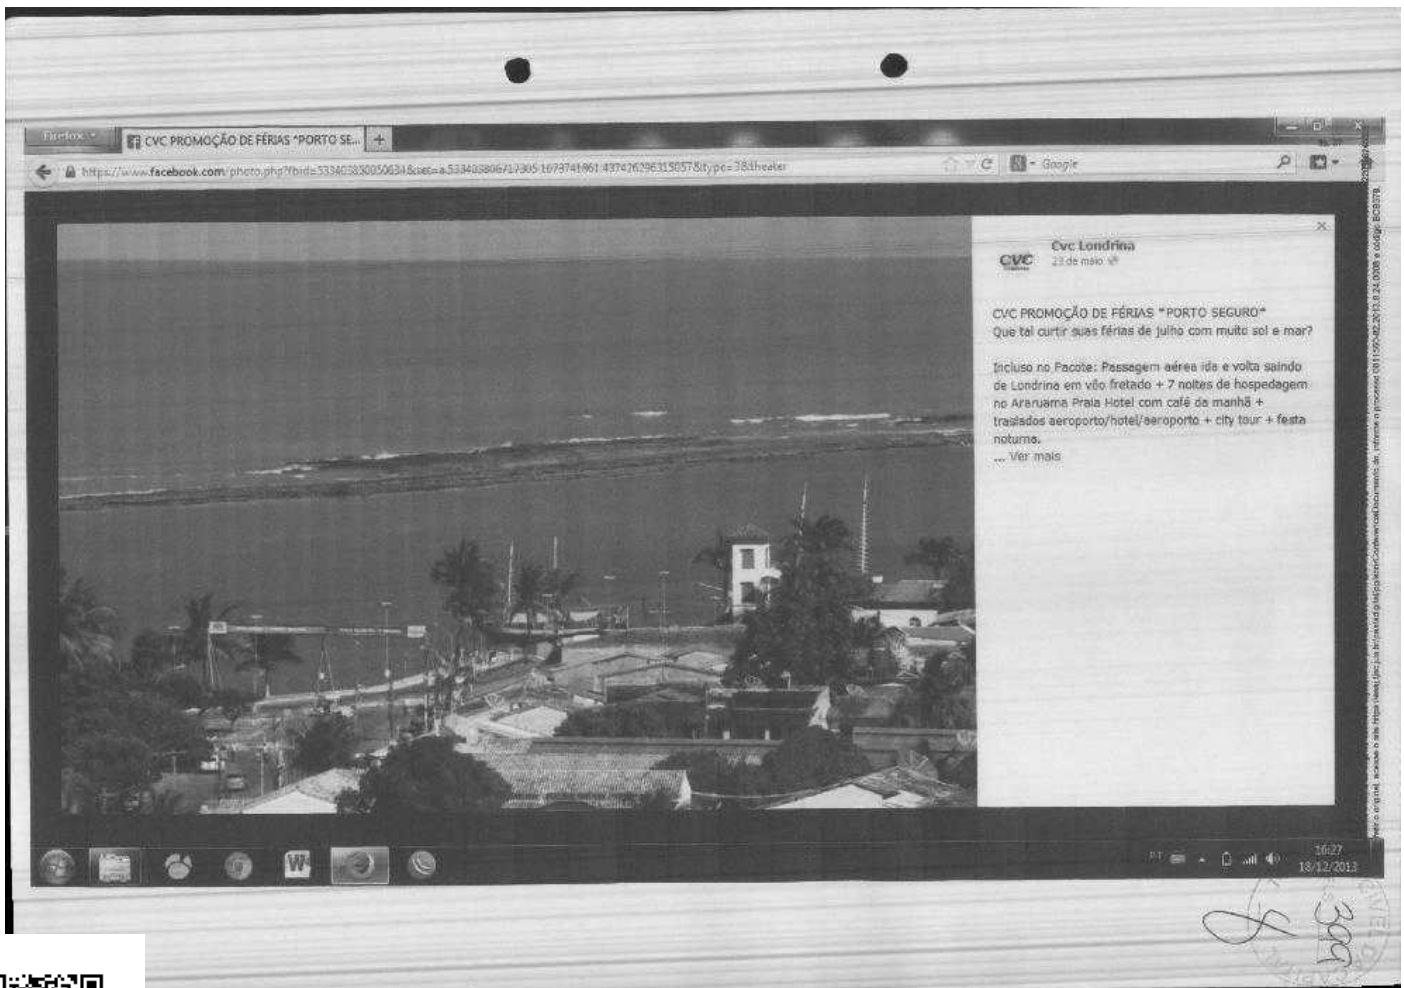 Firefox
CVC PROMOÇÃO DE FÉRIAS *PORTO SE...
https://www.facebook.com/photo.php?fbid=
Google
Cvc Londrina
CVC
23 de maio
CVC PROMOÇÃO DE FÉRIAS *PORTO SEGURO*
Que tal curtir suas férias de julho com muito sol e mar?
Incluso no Pacote: Passagem aérea ida e volta saindo
de Londrina em vôo fretado + 7 noites de hospedagem
no Araruama Praia Hotel com café da manhã +
traslados aeroporto/hotel/aeroporto + city tour + festa
noturna.
... Ver mais
W
PT
16:27
18/12/2013
399